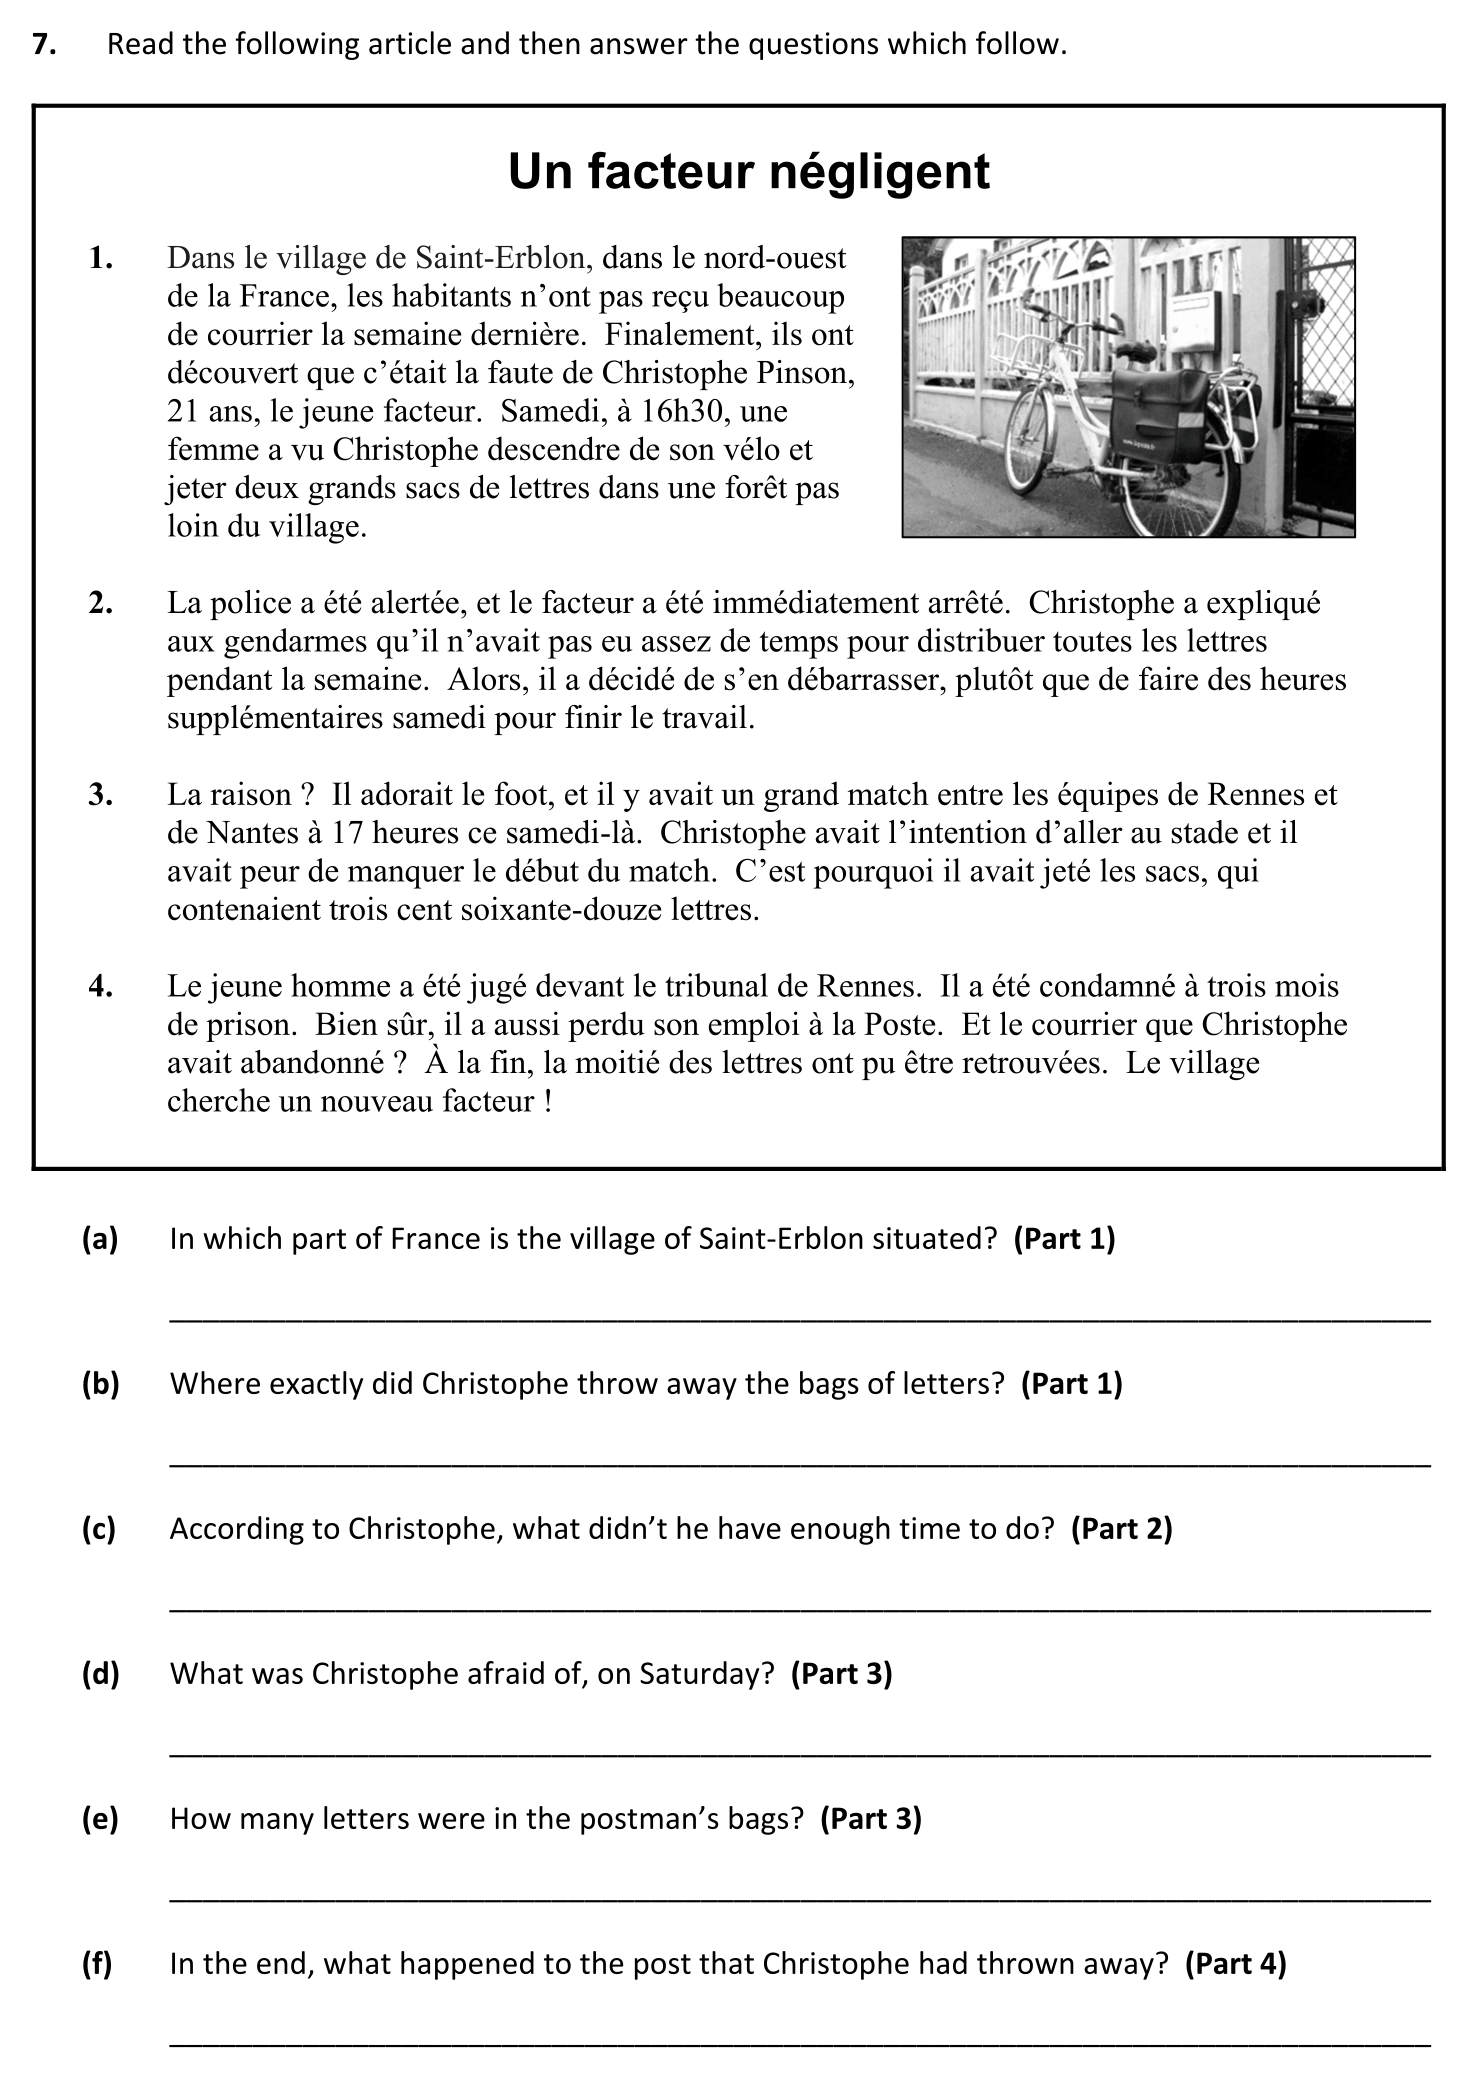 7. Read the following article and then answer the questions which follow.
Un facteur négligent
1. Dans le village de Saint-Erblon, dans le nord-ouest
de la France, les habitants n’ont pas reçu beaucoup
de courrier la semaine dernière. Finalement, ils ont
découvert que c’était la faute de Christophe Pinson,
21 ans, le jeune facteur. Samedi, à 16h30, une
femme a vu Christophe descendre de son vélo et
jeter deux grands sacs de lettres dans une forêt pas
loin du village.
2. La police a été alertée, et le facteur a été immédiatement arrêté. Christophe a expliqué
aux gendarmes qu’il n’avait pas eu assez de temps pour distribuer toutes les lettres
pendant la semaine. Alors, il a décidé de s’en débarrasser, plutôt que de faire des heures
supplémentaires samedi pour finir le travail.
3. La raison ? Il adorait le foot, et il y avait un grand match entre les équipes de Rennes et
de Nantes à 17 heures ce samedi-là. Christophe avait l’intention d’aller au stade et il
avait peur de manquer le début du match. C’est pourquoi il avait jeté les sacs, qui
contenaient trois cent soixante-douze lettres.
4. Le jeune homme a été jugé devant le tribunal de Rennes. Il a été condamné à trois mois
de prison. Bien sûr, il a aussi perdu son emploi à la Poste. Et le courrier que Christophe
avait abandonné ? À la fin, la moitié des lettres ont pu être retrouvées. Le village
cherche un nouveau facteur !
(a) In which part of France is the village of Saint-Erblon situated? (Part 1)
(b) Where exactly did Christophe throw away the bags of letters? (Part 1)
(c) According to Christophe, what didn’t he have enough time to do? (Part 2)
(d) What was Christophe afraid of, on Saturday? (Part 3)
(e) How many letters were in the postman’s bags? (Part 3)
(f) In the end, what happened to the post that Christophe had thrown away? (Part 4)